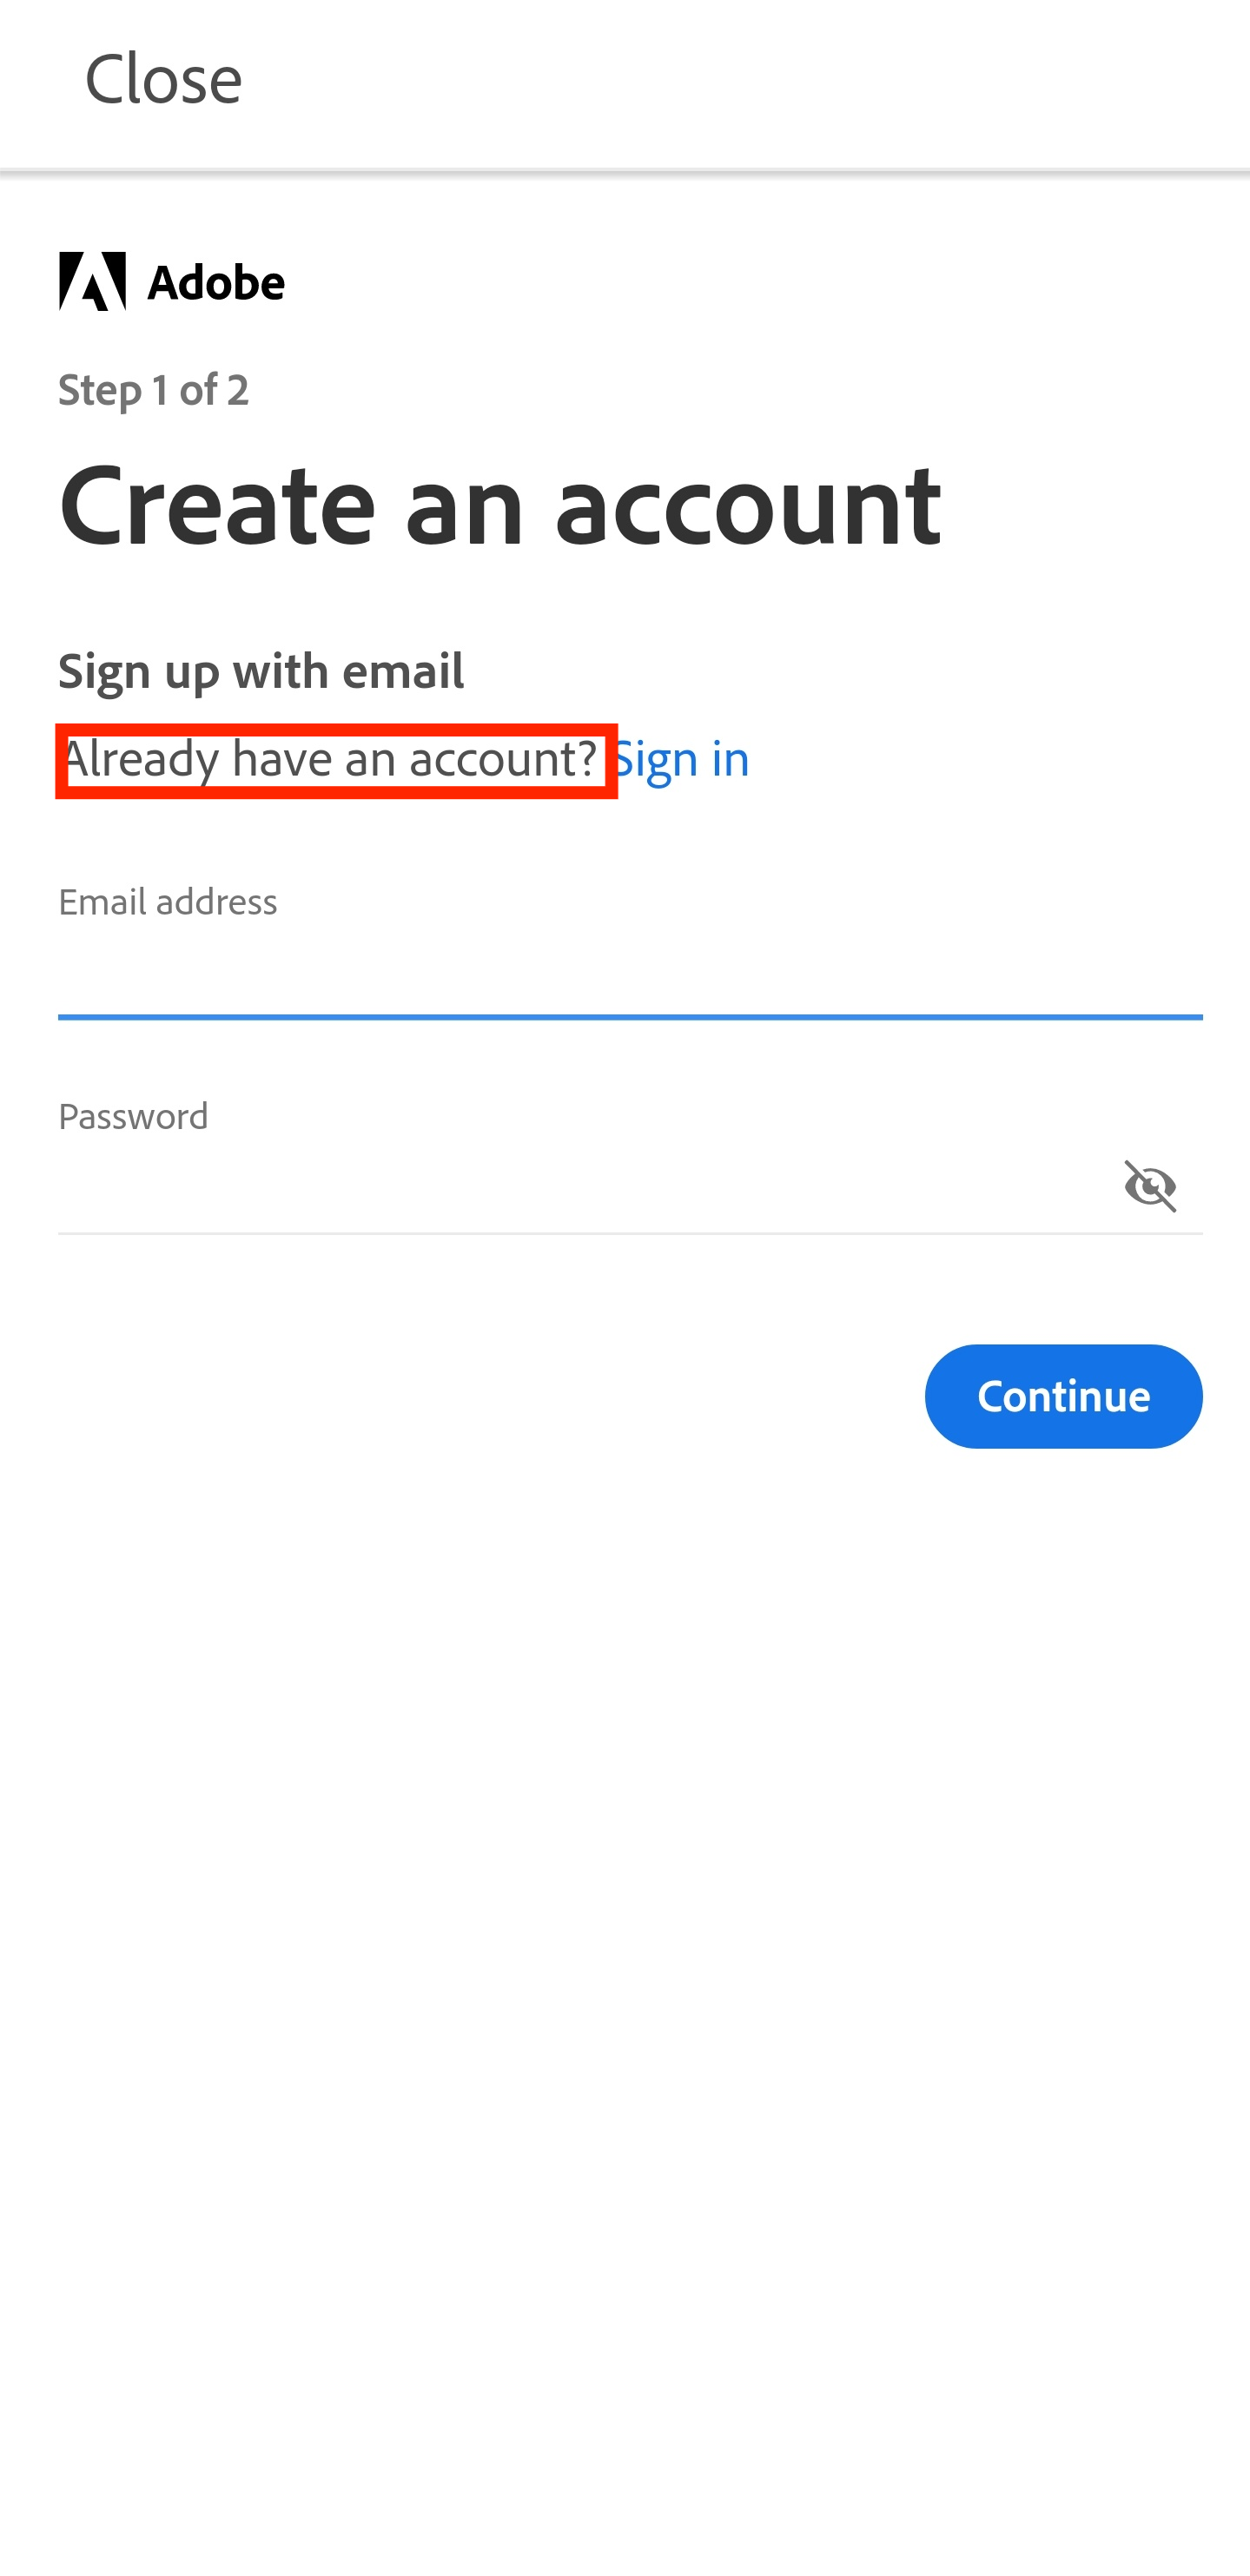 Close
Adobe
Step 1 of 2
Create an account
Sign up with email
Already have an account? Sign in
Email address
Password
Continue